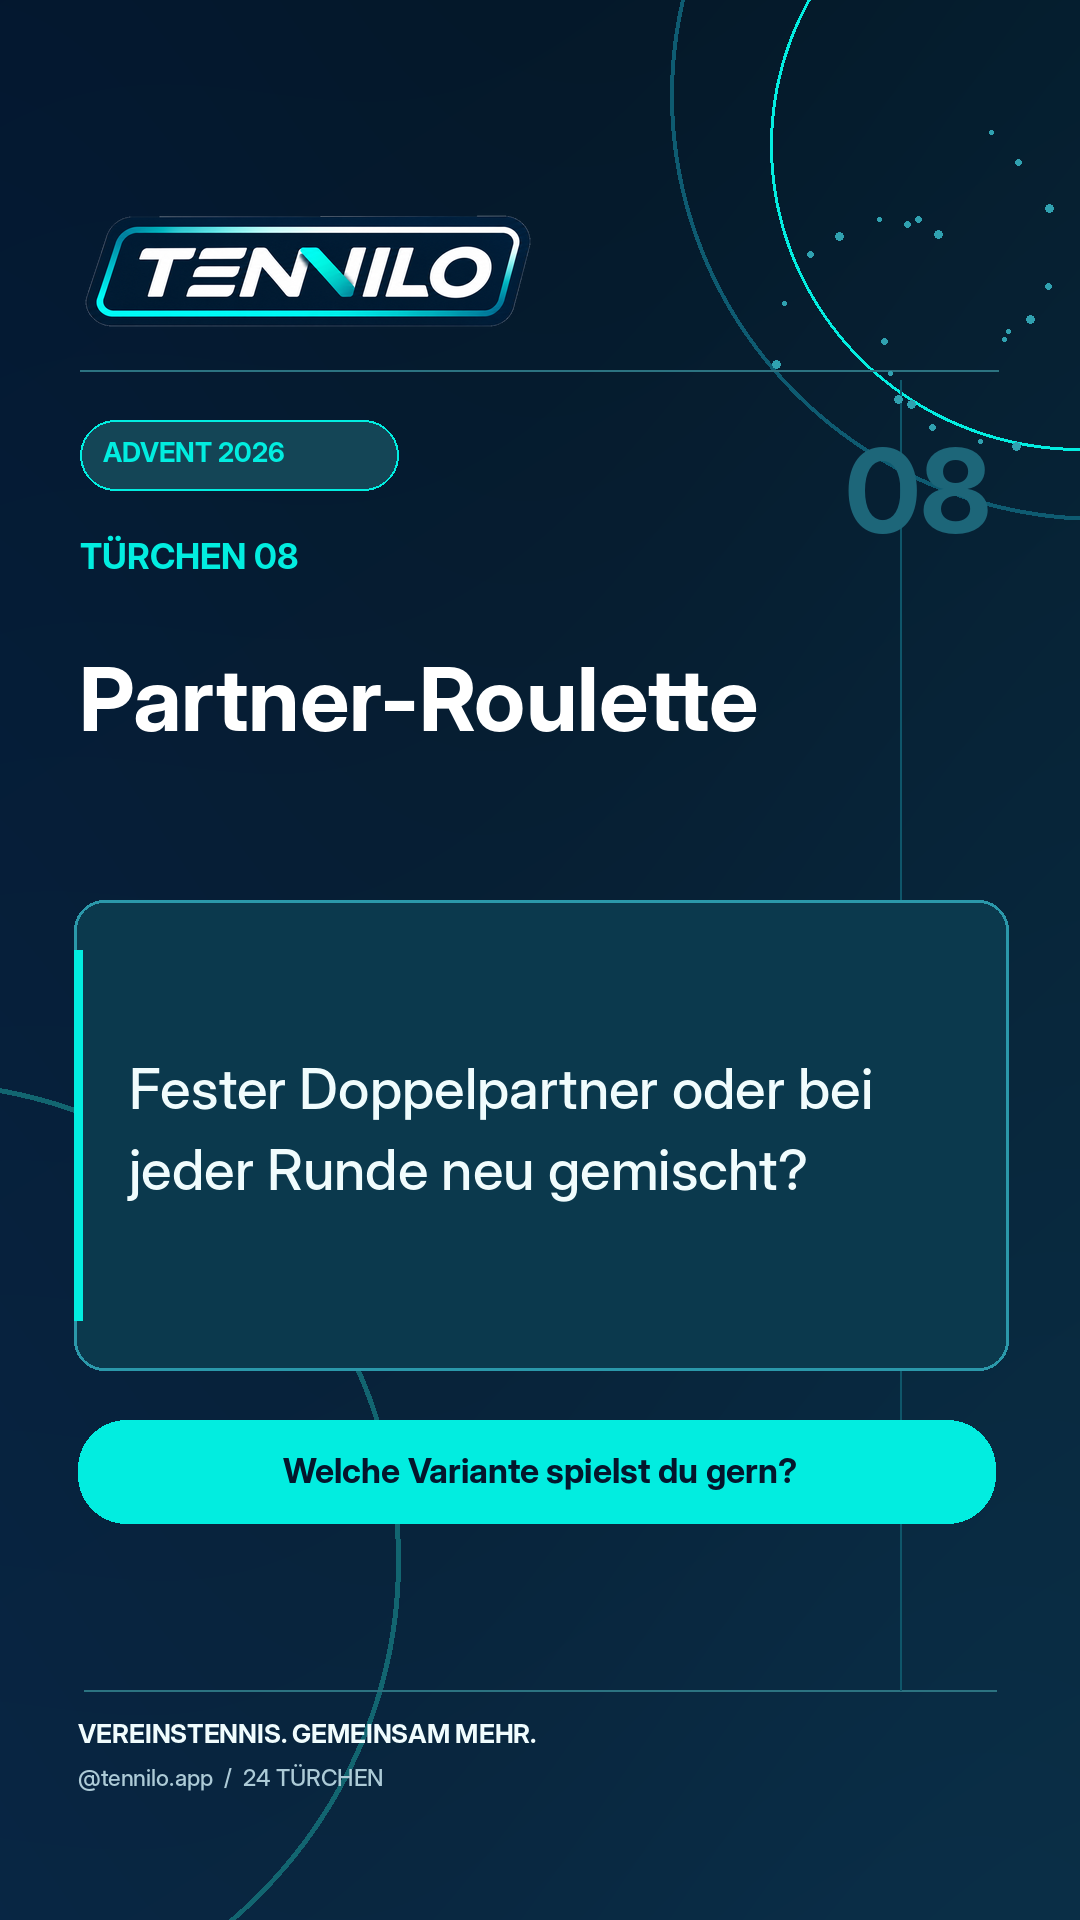 TENNILO
ADVENT 2026
08
TÜRCHEN 08
Partner-Roulette
Fester Doppelpartner oder bei
jeder Runde neu gemischt?
Welche Variante spielst du gern?
VEREINSTENNIS. GEMEINSAM MEHR.
@tennilo.app / 24 TÜRCHEN